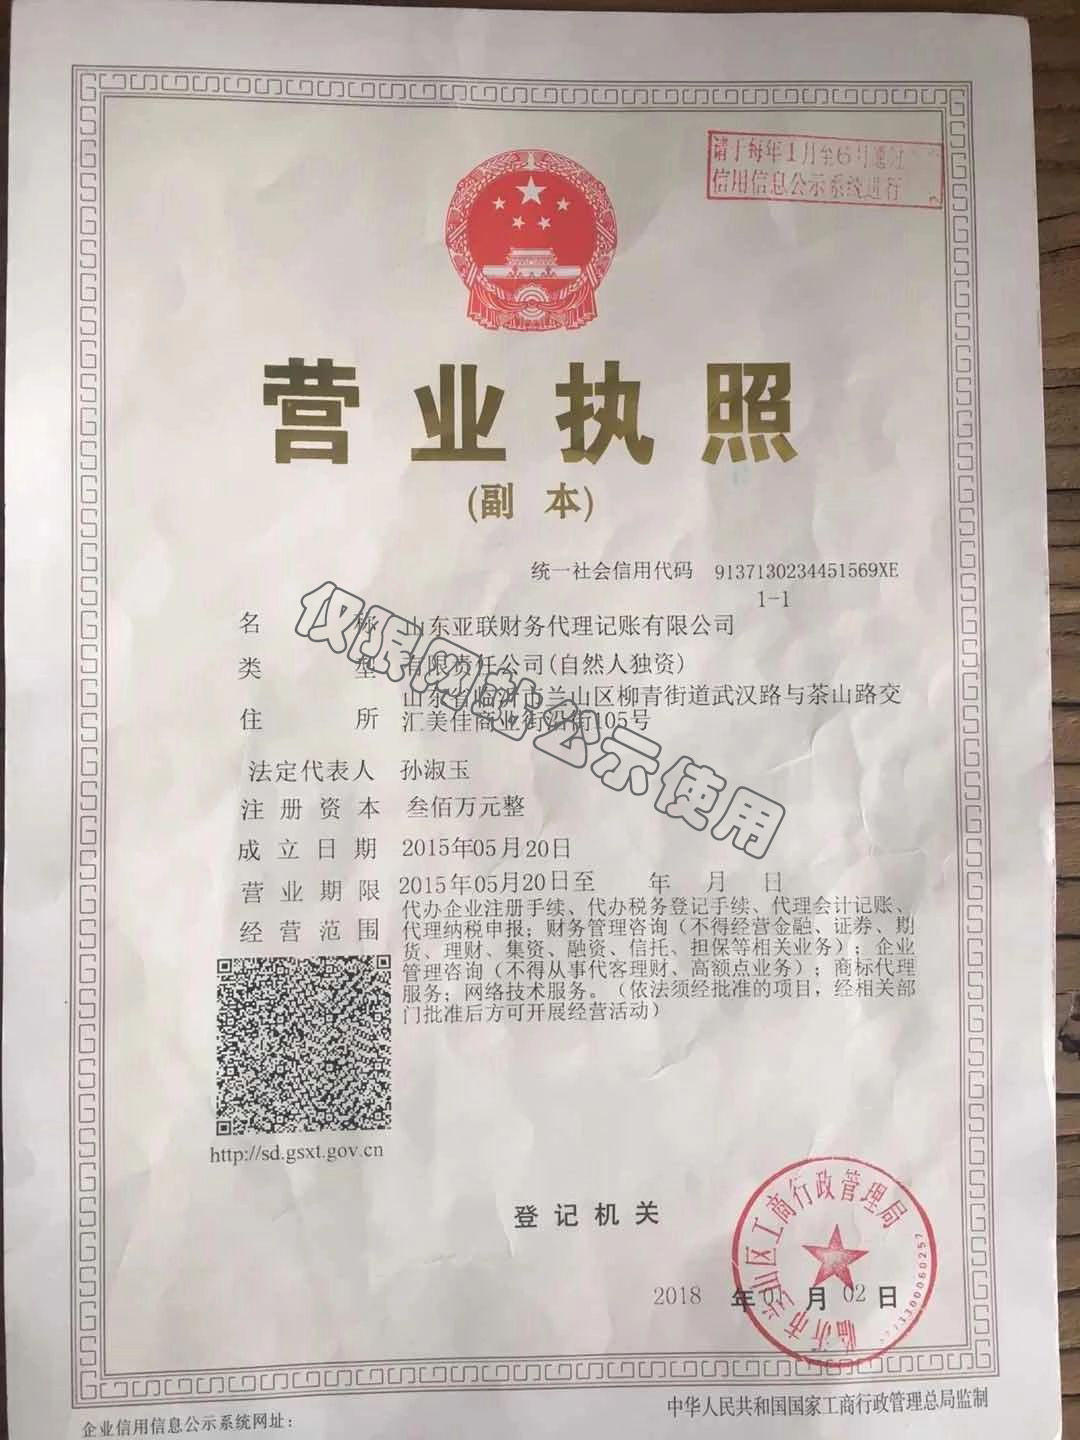 请于每年1月至6月通过
信用信息公示系统进行
营业执照
(副本)
统一社会信用代码 9137130234451569XE
1-1
名称 山东亚联财务代理记账有限公司
类型 有限责任公司(自然人独资)
住所 山东省临沂市兰山区柳青街道武汉路与茶山路交
汇美佳商业街沿街105号
法定代表人 孙淑玉
注册资本 叁佰万元整
成立日期 2015年05月20日
营业期限 2015年05月20日至 年 月 日
经营范围 代办企业注册手续、代办税务登记手续、代理会计记账、
代理纳税申报；财务管理咨询（不得经营金融、证券、期
货、理财、集资、融资、信托、担保等相关业务）；企业
管理咨询（不得从事代客理财、高额点业务）；商标代理
服务；网络技术服务。（依法须经批准的项目，经相关部
门批准后方可开展经营活动）
仅限网站公示使用
http://sd.gsxt.gov.cn
登记机关
临沂市兰山区工商行政管理局
2018年01月02日
企业信用信息公示系统网址：
中华人民共和国国家工商行政管理总局监制